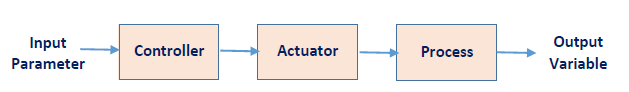 Input
Parameter
Controller
Actuator
Process
Output
Variable